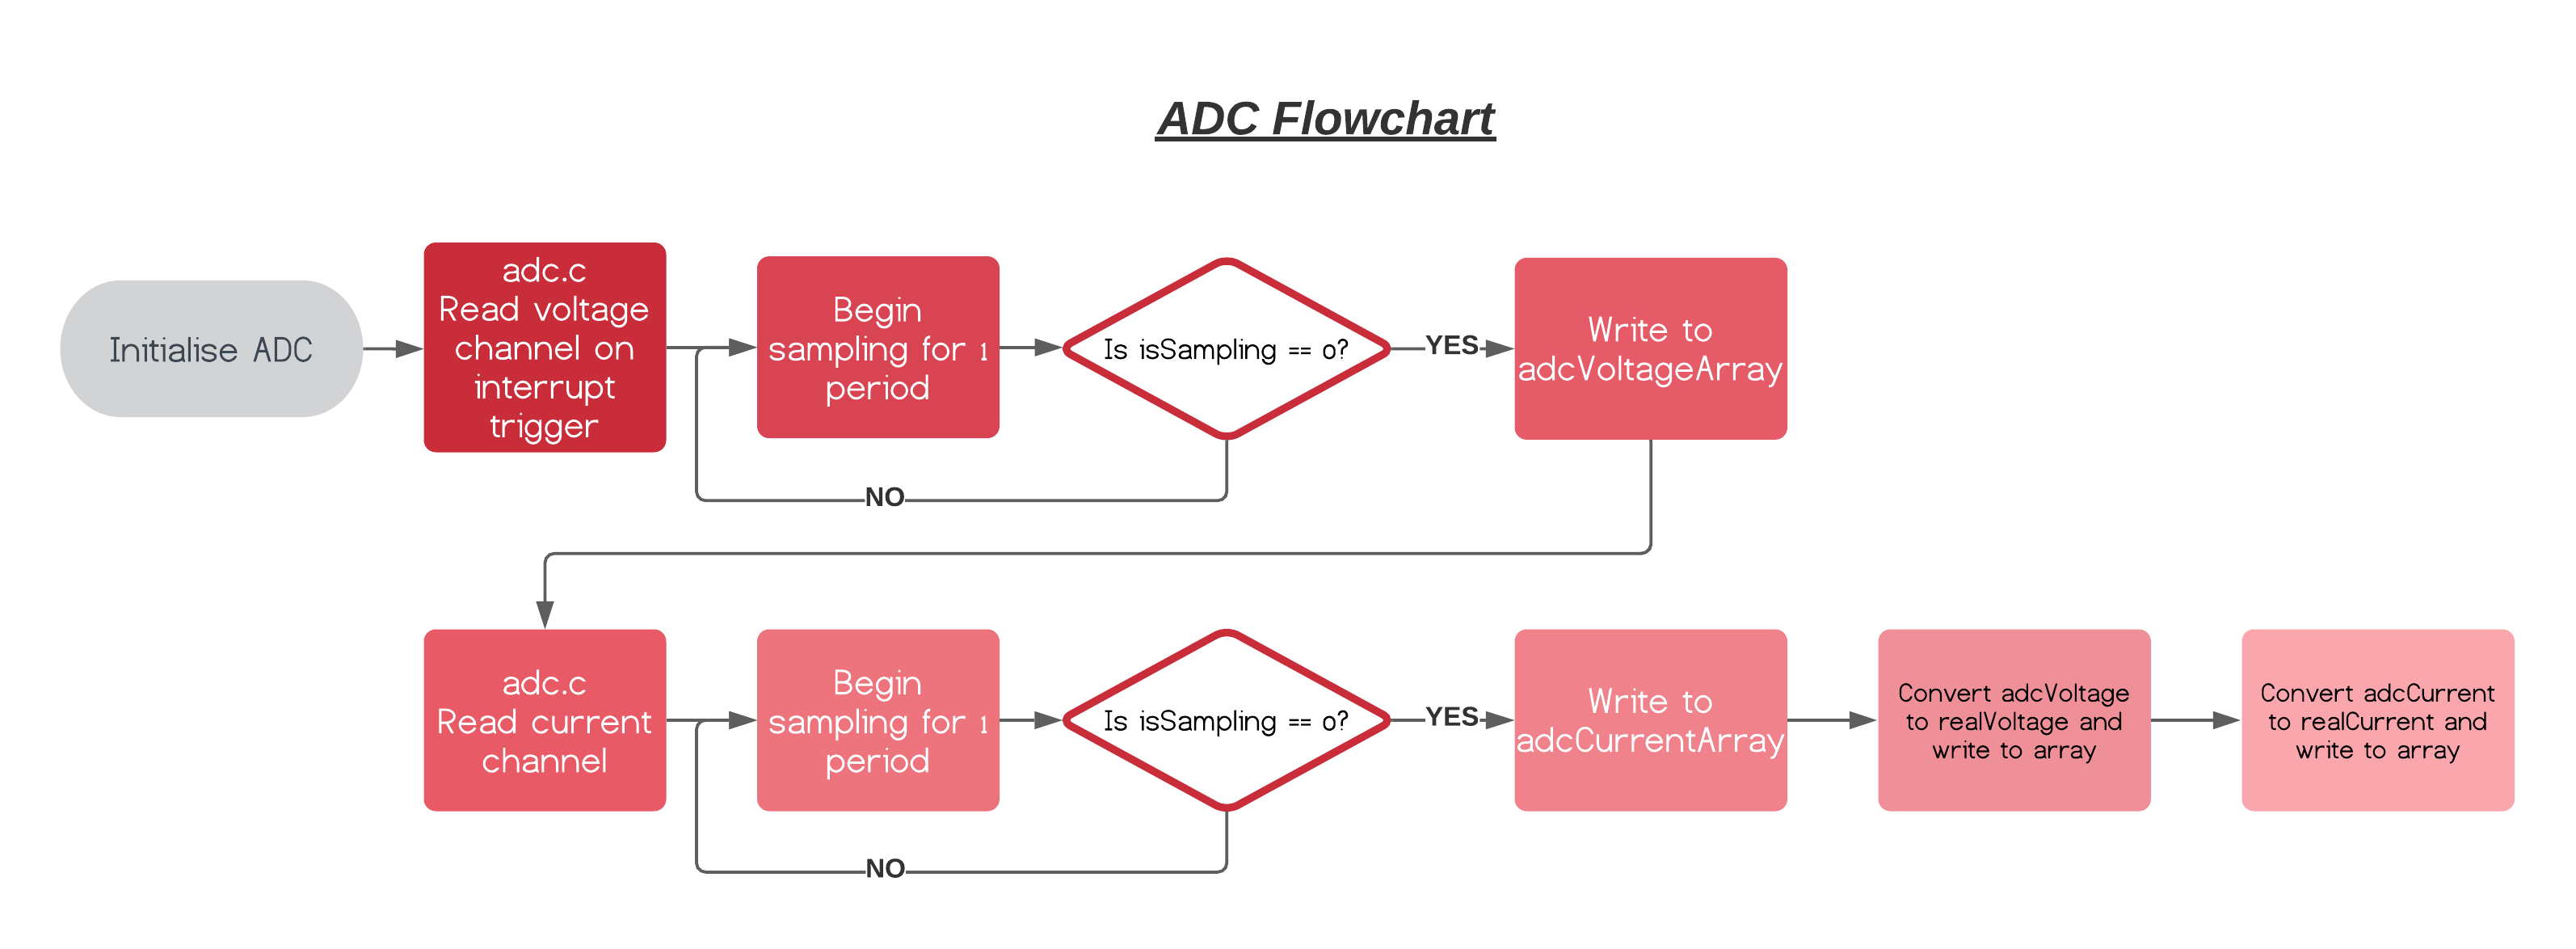 ADC Flowchart
Initialise ADC
adc.c
Read voltage
channel on
interrupt
trigger
Begin
sampling for 1
period
Is isSampling == 0?
YES
Write to
adcVoltageArray
NO
adc.c
Read current
channel
Begin
sampling for 1
period
Is isSampling == 0?
YES
Write to
adcCurrentArray
Convert adcVoltage
to realVoltage and
write to array
Convert adcCurrent
to realCurrent and
write to array
NO